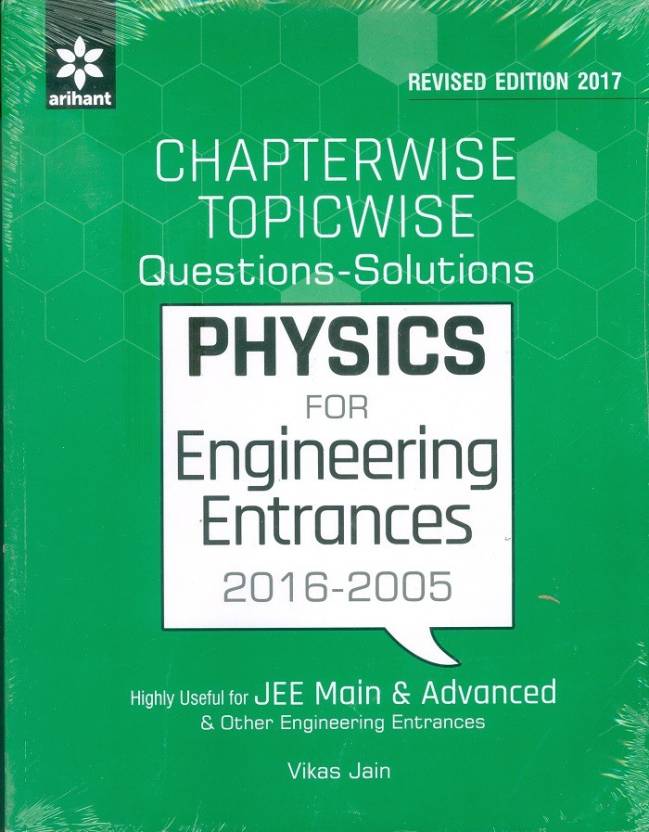 arihant
REVISED EDITION 2017
CHAPTERWISE
TOPICWISE
Questions-Solutions
PHYSICS
FOR
Engineering
Entrances
2016-2005
Highly Useful for JEE Main & Advanced
& Other Engineering Entrances
Vikas Jain